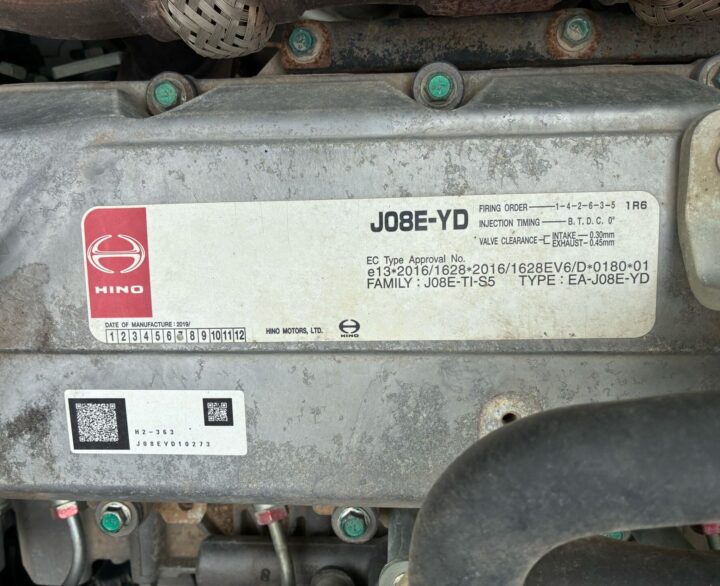 J08E-YD
FIRING ORDER — 1-4-2-6-3-5 1R6
INJECTION TIMING — B.T.D.C. 0°
VALVE CLEARANCE INTAKE — 0.30mm
EXHAUST — 0.45mm
EC Type Approval No.
e13*2016/1628*2016/1628EV6/D*0180*01
FAMILY : J08E-TI-S5 TYPE : EA-J08E-YD
HINO
DATE OF MANUFACTURE : 2019/
1 2 3 4 5 6 8 9 10 11 12
HINO MOTORS, LTD.
HINO
H2-363
J08EVD10273
8